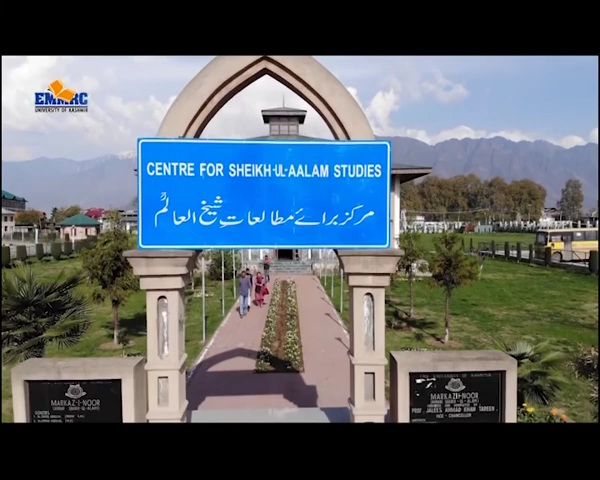 EMMRC
UNIVERSITY OF KASHMIR
CENTRE FOR SHEIKH-UL-AALAM STUDIES
مرکز برائے مطالعاتِ شیخ العالمؒ
MARKAZ-I-NOOR
MARKAZ-I-NOOR
Prof. JALEES AHMAD KHAN TAREEN
VICE - CHANCELLOR